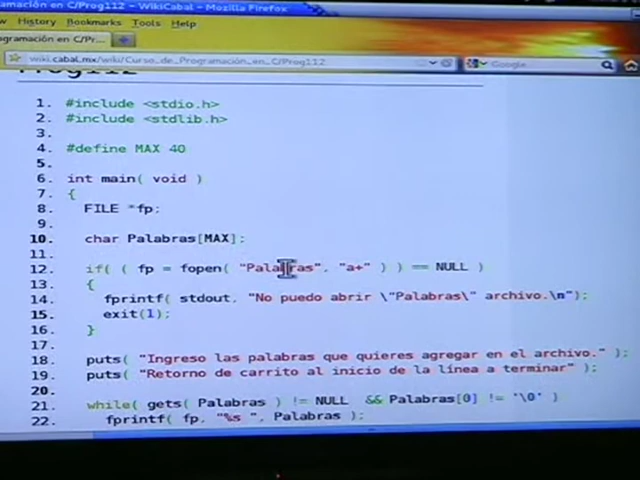 amación en C/Prog112 - WikiCabal - Mozilla Firefox
History Bookmarks Tools Help
gramación en C/Pr...
wiki.cabal.mx/wiki/Curso_de_Programación_en_C/Prog112 Google
Prog112
1. #include <stdio.h>
2. #include <stdlib.h>
3.
4. #define MAX 40
5.
6. int main( void )
7. {
8. FILE *fp;
9.
10. char Palabras[MAX];
11.
12. if( ( fp = fopen( "Palabras", "a+" ) ) == NULL )
13. {
14. fprintf( stdout, "No puedo abrir \"Palabras\" archivo.\n");
15. exit(1);
16. }
17.
18. puts( "Ingreso las palabras que quieres agregar en el archivo." );
19. puts( "Retorno de carrito al inicio de la línea a terminar" );
20.
21. while( gets( Palabras ) != NULL && Palabras[0] != '\0' )
22. fprintf( fp, "%s ", Palabras );